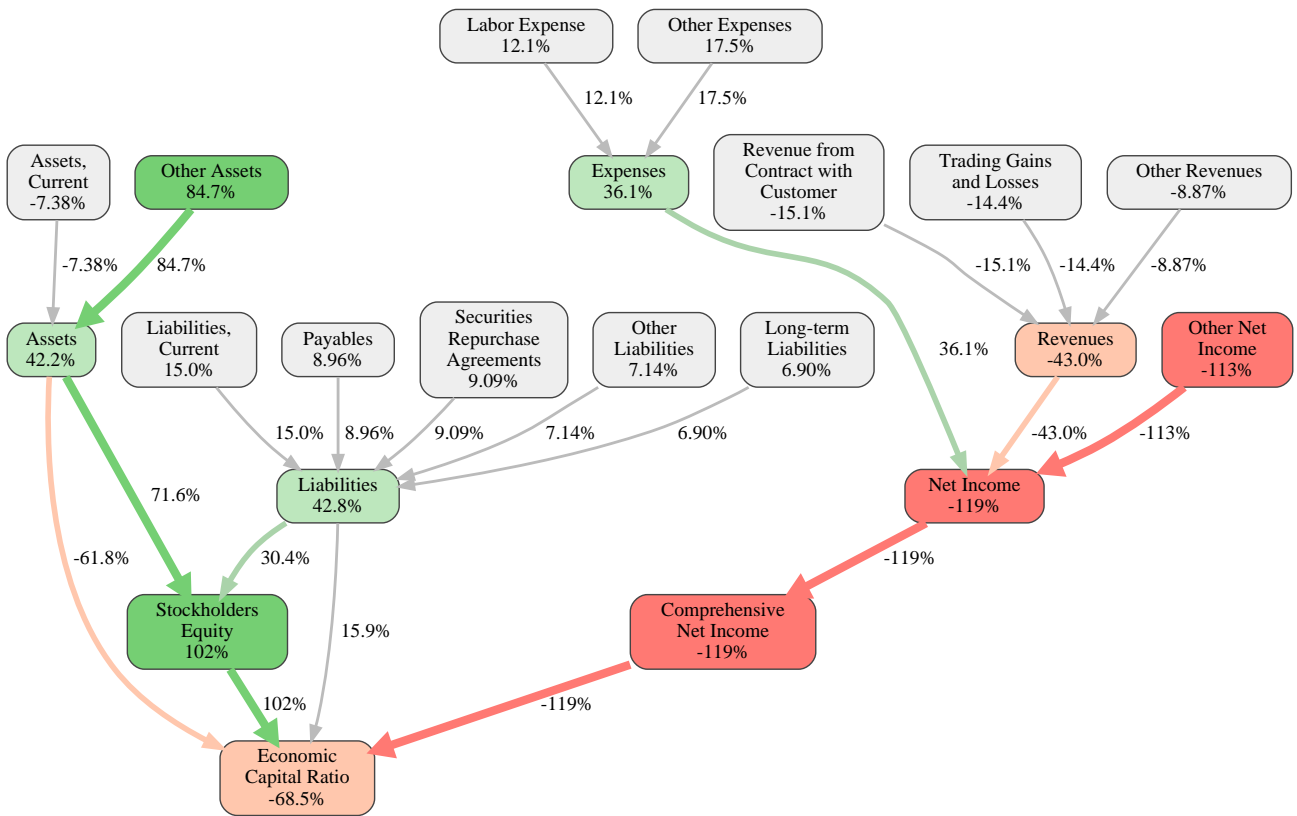 Labor Expense
12.1%
Other Expenses
17.5%
12.1%
17.5%
Assets,
Current
-7.38%
Other Assets
84.7%
Expenses
36.1%
Revenue from
Contract with
Customer
-15.1%
Trading Gains
and Losses
-14.4%
Other Revenues
-8.87%
-7.38%
84.7%
-15.1%
-14.4%
-8.87%
Assets
42.2%
Liabilities,
Current
15.0%
Payables
8.96%
Securities
Repurchase
Agreements
9.09%
Other
Liabilities
7.14%
Long-term
Liabilities
6.90%
36.1%
Revenues
-43.0%
Other Net
Income
-113%
15.0%
8.96%
9.09%
7.14%
6.90%
-43.0%
-113%
71.6%
Liabilities
42.8%
Net Income
-119%
-61.8%
30.4%
-119%
Stockholders
Equity
102%
15.9%
Comprehensive
Net Income
-119%
102%
-119%
Economic
Capital Ratio
-68.5%